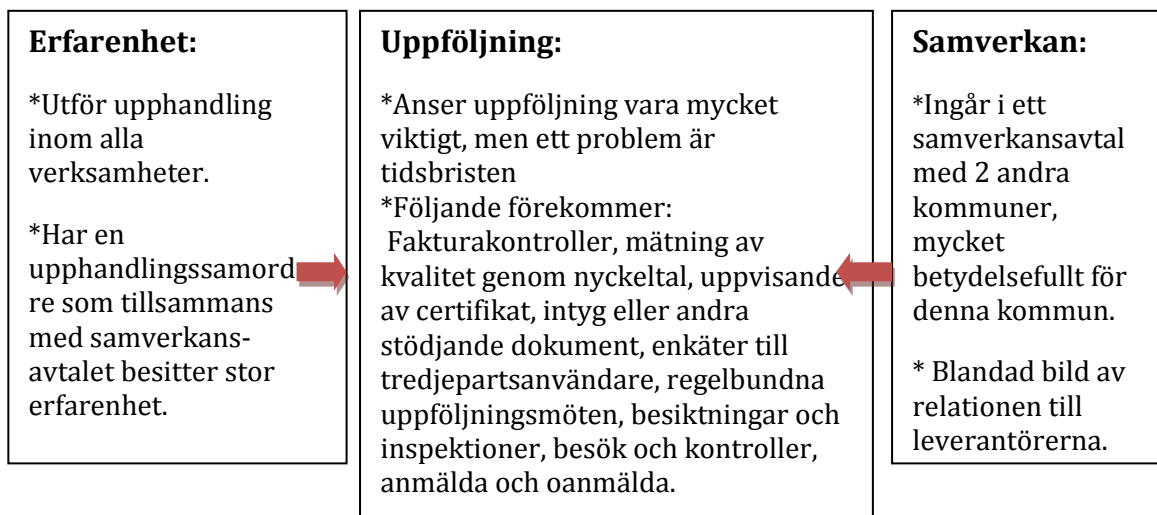 Erfarenhet:
*Utför upphandling
inom alla
verksamheter.
*Har en
upphandlingssamord
re som tillsammans
med samverkans-
avtalet besitter stor
erfarenhet.
Uppföljning:
*Anser uppföljning vara mycket
viktigt, men ett problem är
tidsbristen
*Följande förekommer:
Fakturakontroller, mätning av
kvalitet genom nyckeltal, uppvisande
av certifikat, intyg eller andra
stödjande dokument, enkäter till
tredjepartsanvändare, regelbundna
uppföljningsmöten, besiktningar och
inspektioner, besök och kontroller,
anmälda och oanmälda.
Samverkan:
*Ingår i ett
samverkansavtal
med 2 andra
kommuner,
mycket
betydelsefullt för
denna kommun.
* Blandad bild av
relationen till
leverantörerna.